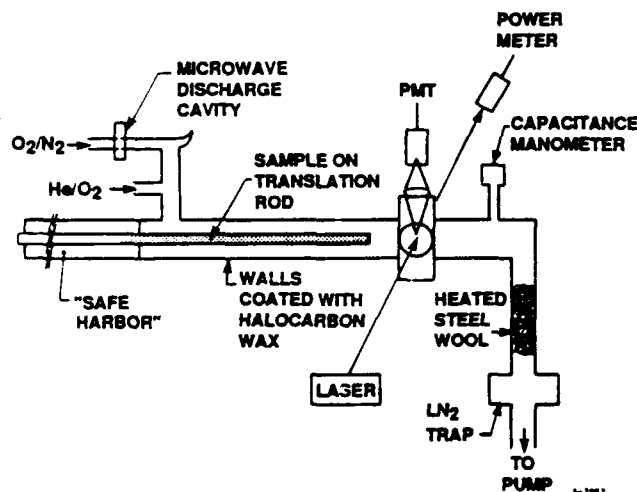 POWER
METER
MICROWAVE
DISCHARGE
CAVITY
PMT
CAPACITANCE
MANOMETER
O2/N2
SAMPLE ON
TRANSLATION
ROD
He/O2
"SAFE
HARBOR"
WALLS
COATED WITH
HALOCARBON
WAX
HEATED
STEEL
WOOL
LASER
LN2
TRAP
TO
PUMP